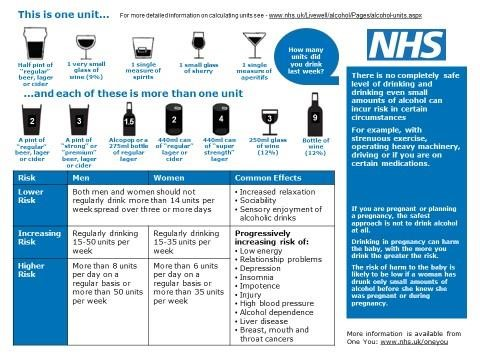 This is one unit...
For more detailed information on calculating units see - www.nhs.uk/Livewell/alcohol/Pages/alcohol-units.aspx
Half pint of
"regular"
beer, lager
or cider
1 very small
glass of
wine (9%)
1 single
measure of
spirits
1 small glass
of sherry
1 single
measure of
aperitifs
How many
units did
you drink
last week?
NHS
...and each of these is more than one unit
2
3
1.5
2
4
3
9
A pint of
"regular"
beer, lager
or cider
A pint of
"strong" or
"premium"
beer, lager
or cider
Alcopop or a
275ml bottle
of regular
lager
440ml can
of "regular"
lager or
cider
440ml can
of "super
strength"
lager
250ml glass
of wine
(12%)
Bottle of
wine
(12%)
There is no completely safe
level of drinking and
drinking even small
amounts of alcohol can
incur risk in certain
circumstances
For example, with
strenuous exercise,
operating heavy machinery,
driving or if you are on
certain medications.
If you are pregnant or planning
a pregnancy, the safest
approach is not to drink alcohol
at all.
Drinking in pregnancy can harm
the baby, with the more you
drink the greater the risk.
The risk of harm to the baby is
likely to be low if a woman has
drunk only small amounts of
alcohol before she knew she
was pregnant or during
pregnancy.
Risk Men Women Common Effects
Lower
Risk
Both men and women should not
regularly drink more than 14 units per
week spread over three or more days
• Increased relaxation
• Sociability
• Sensory enjoyment of
alcoholic drinks
Increasing
Risk
Regularly drinking
15-50 units per
week
Regularly drinking
15-35 units per
week
Higher
Risk
More than 8 units
per day on a
regular basis or
more than 50 units
per week
More than 6 units
per day on a
regular basis or
more than 35 units
per week
Progressively
increasing risk of:
• Low energy
• Relationship problems
• Depression
• Insomnia
• Impotence
• Injury
• High blood pressure
• Alcohol dependence
• Liver disease
• Breast, mouth and
throat cancers
More information is available from
One You: www.nhs.uk/oneyou